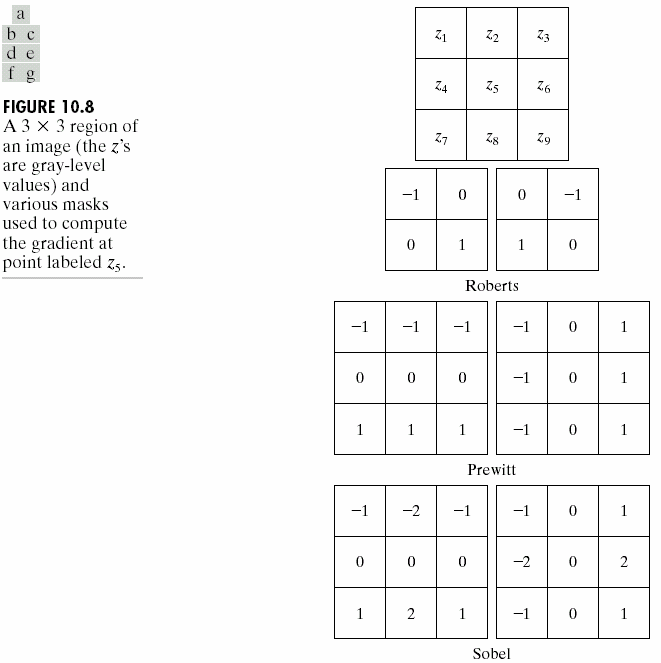 a
b c
d e
f g
FIGURE 10.8
A 3 × 3 region of
an image (the z's
are gray-level
values) and
various masks
used to compute
the gradient at
point labeled z₅.
z₁ z₂ z₃
z₄ z₅ z₆
z₇ z₈ z₉
−1 0 0 −1
0 1 1 0
Roberts
−1 −1 −1 −1 0 1
0 0 0 −1 0 1
1 1 1 −1 0 1
Prewitt
−1 −2 −1 −1 0 1
0 0 0 −2 0 2
1 2 1 −1 0 1
Sobel